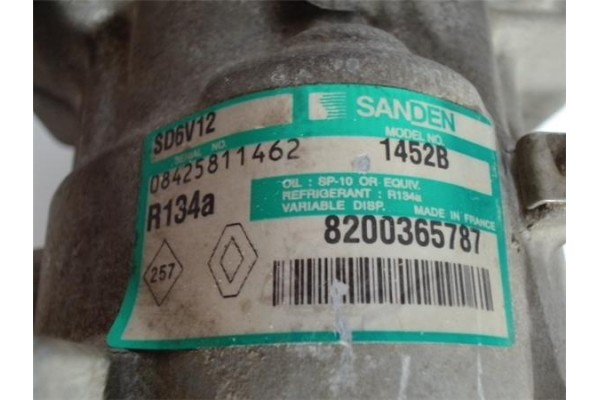 SANDEN
SD6V12
SERIAL NO
MODEL NO.
08425811462
1452B
R134a
OIL : SP-10 OR EQUIV.
REFRIGERANT : R134a
VARIABLE DISP. MADE IN FRANCE
8200365787
257